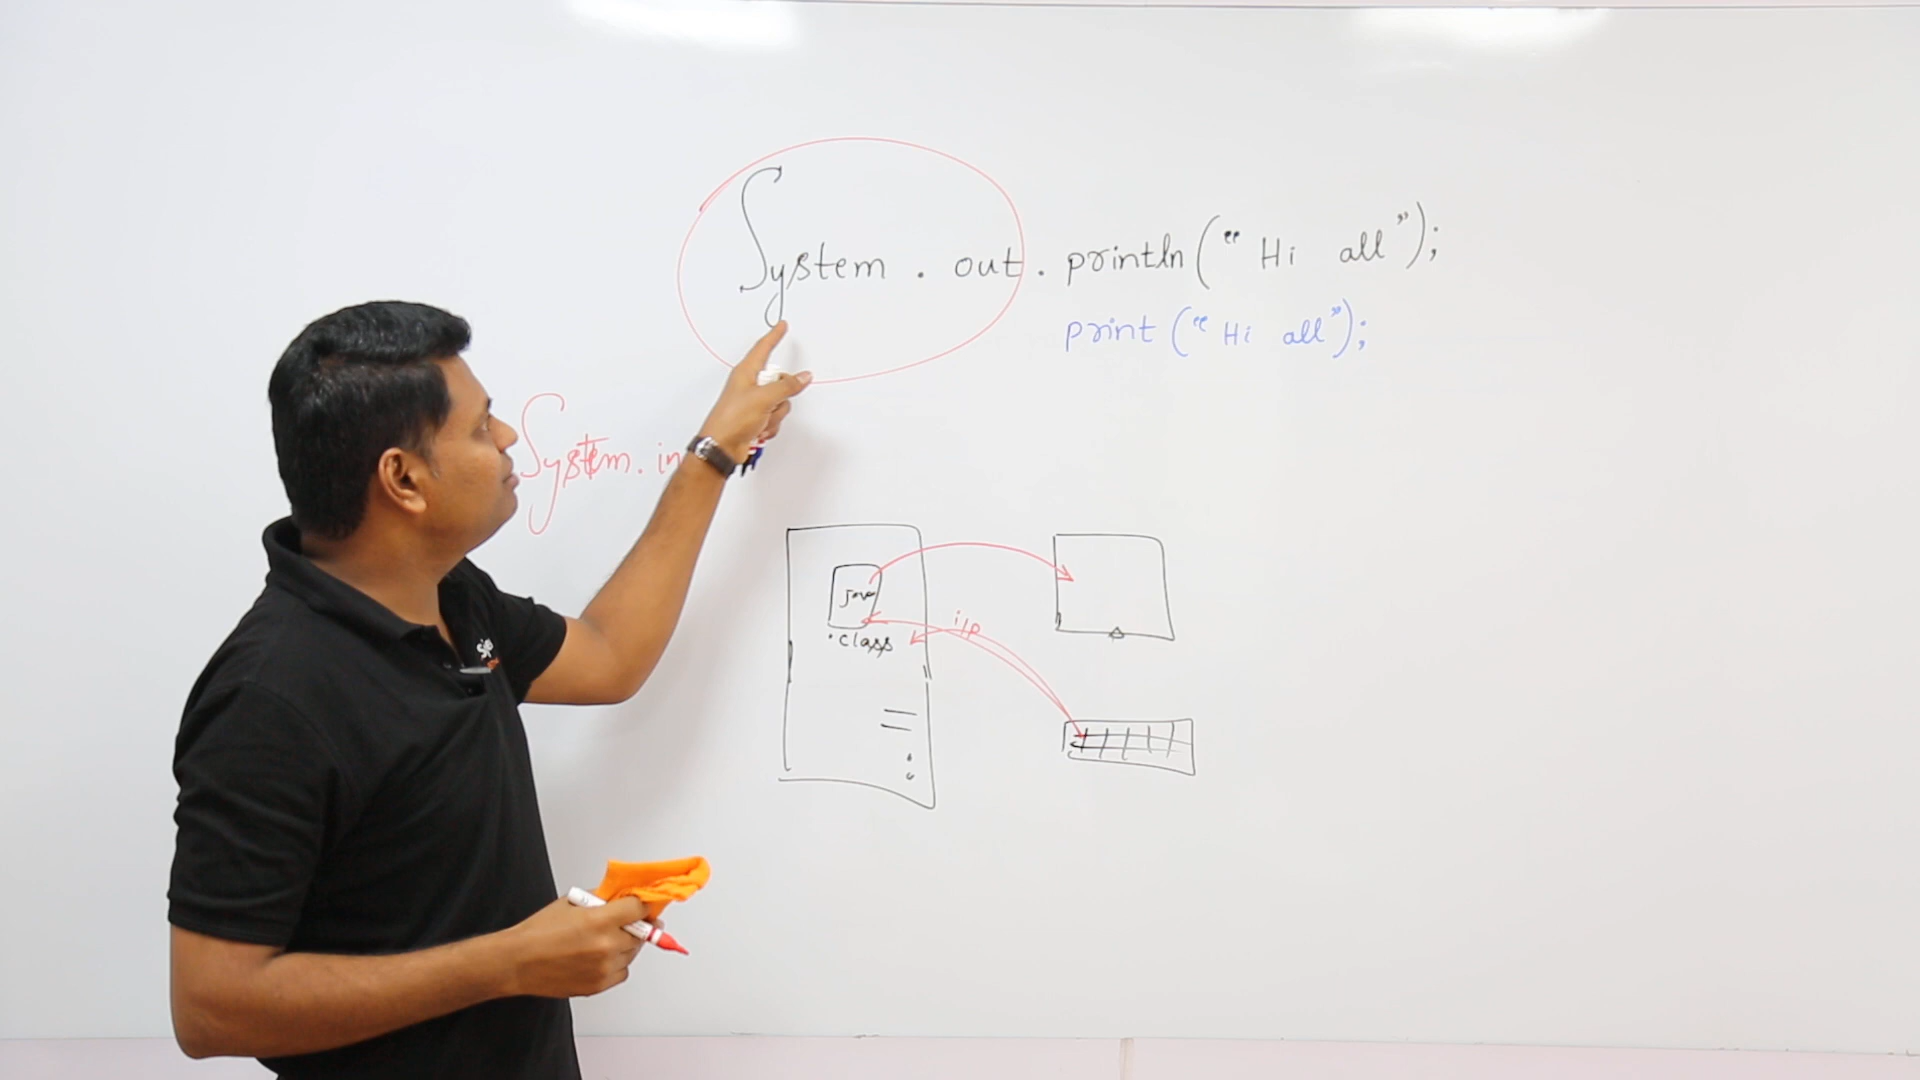 System . out . println (" Hi all ");
print (" Hi all ");
System . in
java
.class
i/p